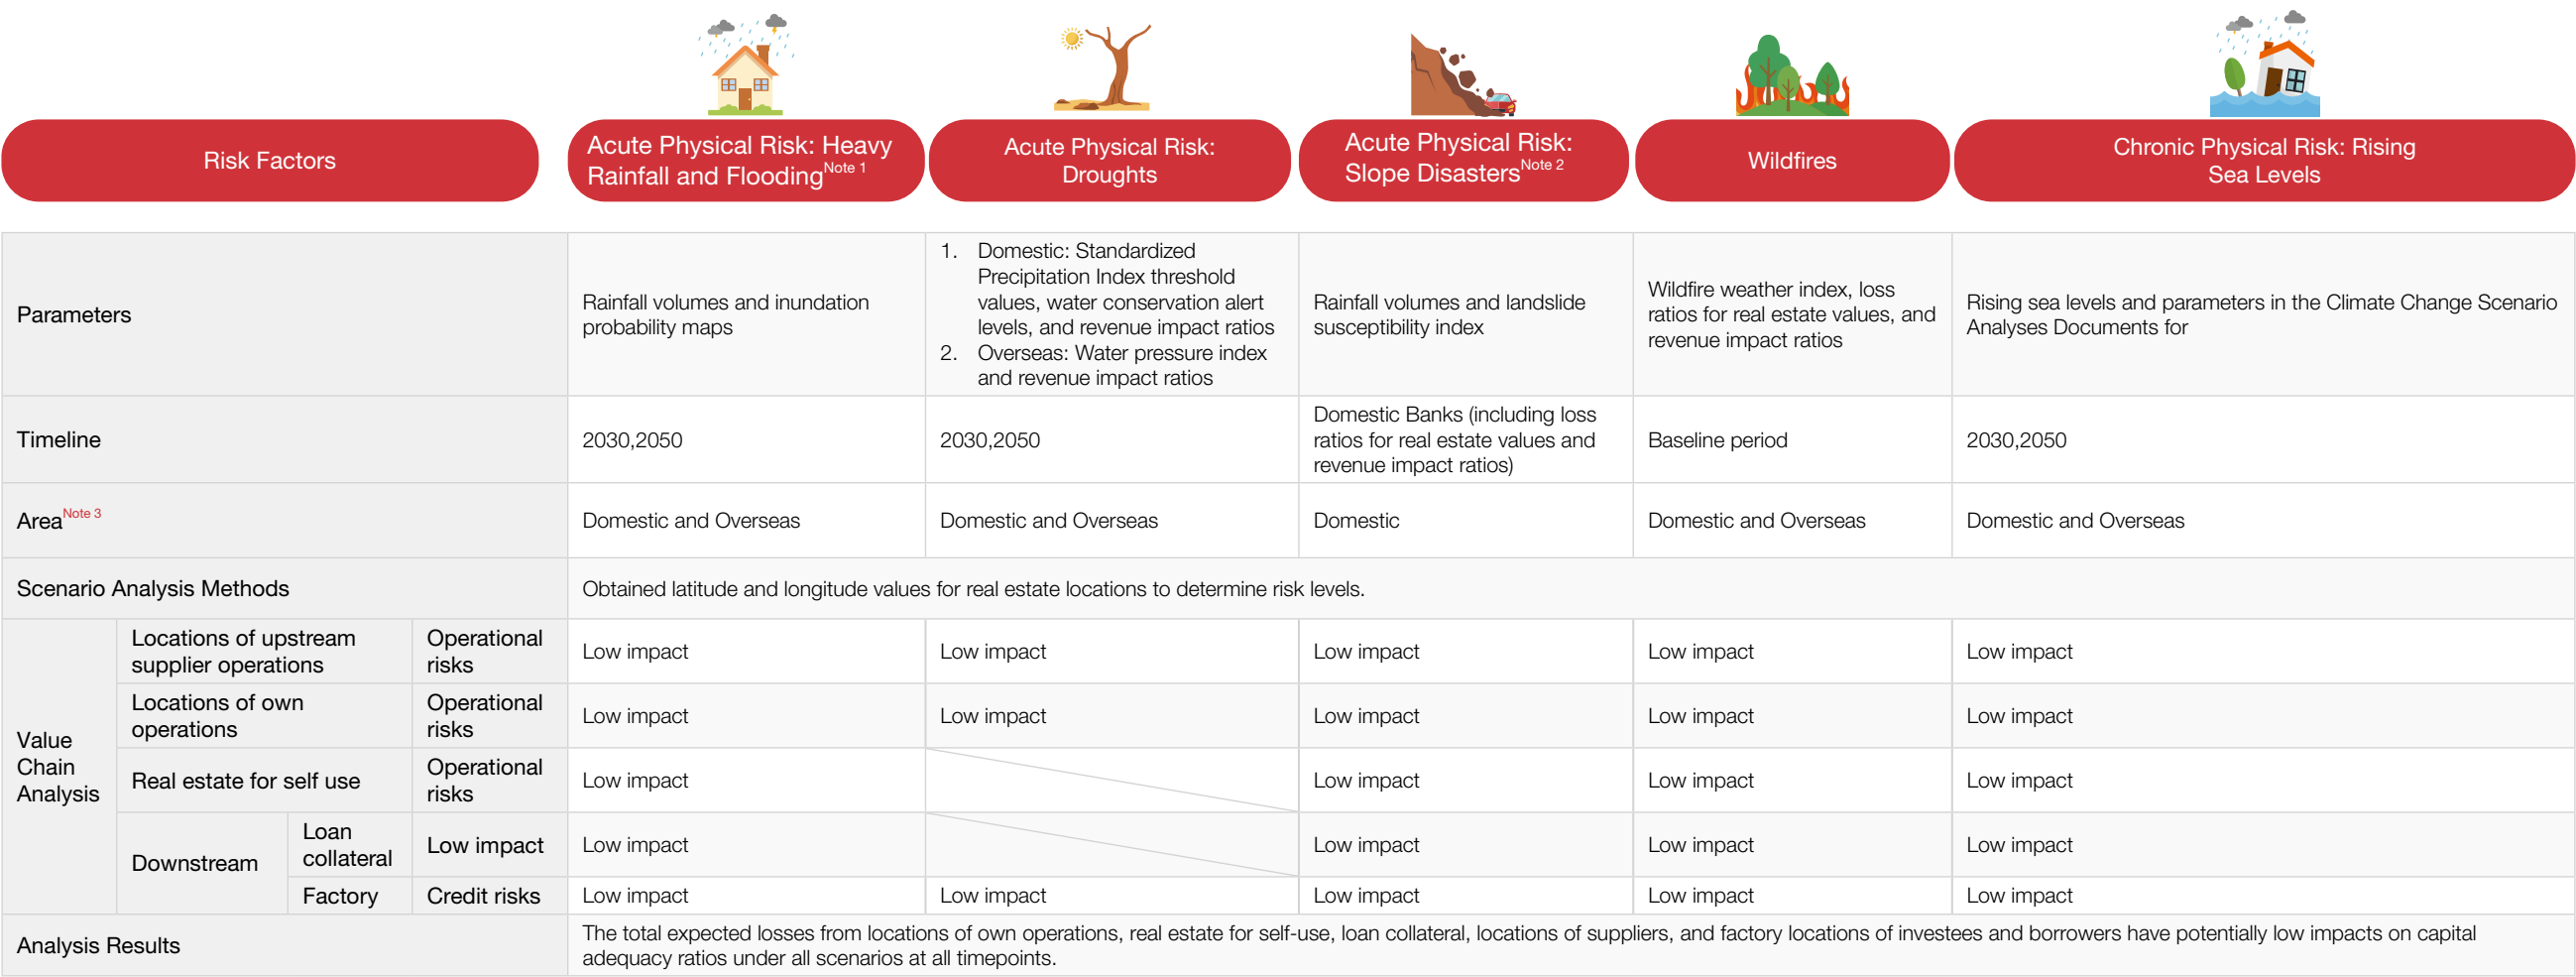 Risk Factors
Acute Physical Risk: Heavy
Rainfall and Flooding Note 1
Acute Physical Risk:
Droughts
Acute Physical Risk:
Slope Disasters Note 2
Wildfires
Chronic Physical Risk: Rising
Sea Levels
Parameters
Rainfall volumes and inundation
probability maps
1. Domestic: Standardized
Precipitation Index threshold
values, water conservation alert
levels, and revenue impact ratios
2. Overseas: Water pressure index
and revenue impact ratios
Rainfall volumes and landslide
susceptibility index
Wildfire weather index, loss
ratios for real estate values, and
revenue impact ratios
Rising sea levels and parameters in the Climate Change Scenario
Analyses Documents for
Timeline
2030,2050
2030,2050
Domestic Banks (including loss
ratios for real estate values and
revenue impact ratios)
Baseline period
2030,2050
Area Note 3
Domestic and Overseas
Domestic and Overseas
Domestic
Domestic and Overseas
Domestic and Overseas
Scenario Analysis Methods
Obtained latitude and longitude values for real estate locations to determine risk levels.
Value
Chain
Analysis
Locations of upstream
supplier operations
Operational
risks
Low impact
Low impact
Low impact
Low impact
Low impact
Locations of own
operations
Operational
risks
Low impact
Low impact
Low impact
Low impact
Low impact
Real estate for self use
Operational
risks
Low impact
Low impact
Low impact
Low impact
Downstream
Loan
collateral
Low impact
Low impact
Low impact
Low impact
Low impact
Factory
Credit risks
Low impact
Low impact
Low impact
Low impact
Low impact
Analysis Results
The total expected losses from locations of own operations, real estate for self-use, loan collateral, locations of suppliers, and factory locations of investees and borrowers have potentially low impacts on capital
adequacy ratios under all scenarios at all timepoints.